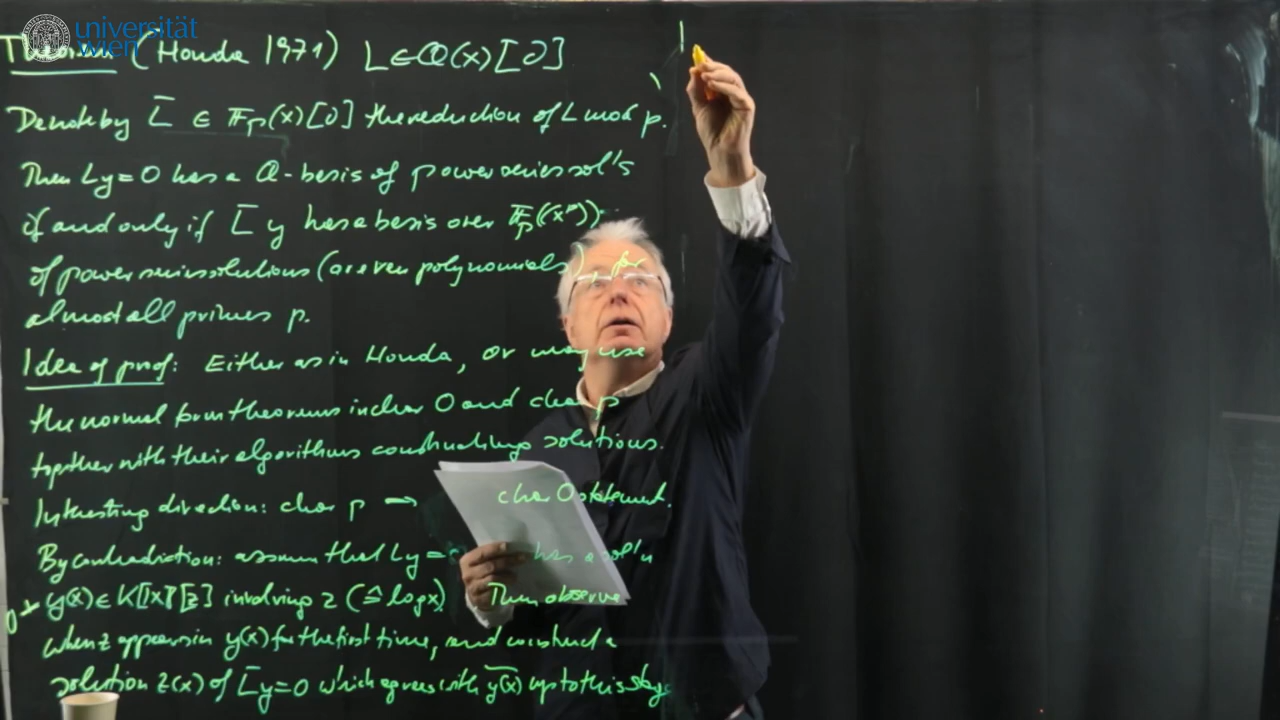 universität
wien
Theorem (Honda 1971) L∈Q(x)[∂]
Denote by L̄ ∈ 𝔽p(x)[∂] the reduction of L mod p.
Then Ly=0 has a Q-basis of power series sol's
if and only if L̄ y has a basis over 𝔽p((x^p))
of power series solutions (or even polynomials), for
almost all primes p.
Idea of proof: Either as in Honda, or may use
the normal form theorems in char 0 and char p
together with their algorithms constructing solutions.
Interesting direction: char p → char 0 statement.
By contradiction: assume that Ly = has a sol'n
y(x) ∈ K[[x]][z] involving z (≙ log x) Then observe
when z appears in y(x) for the first time, and construct a
solution z(x) of L̄y=0 which agrees with ȳ(x) up to this stage